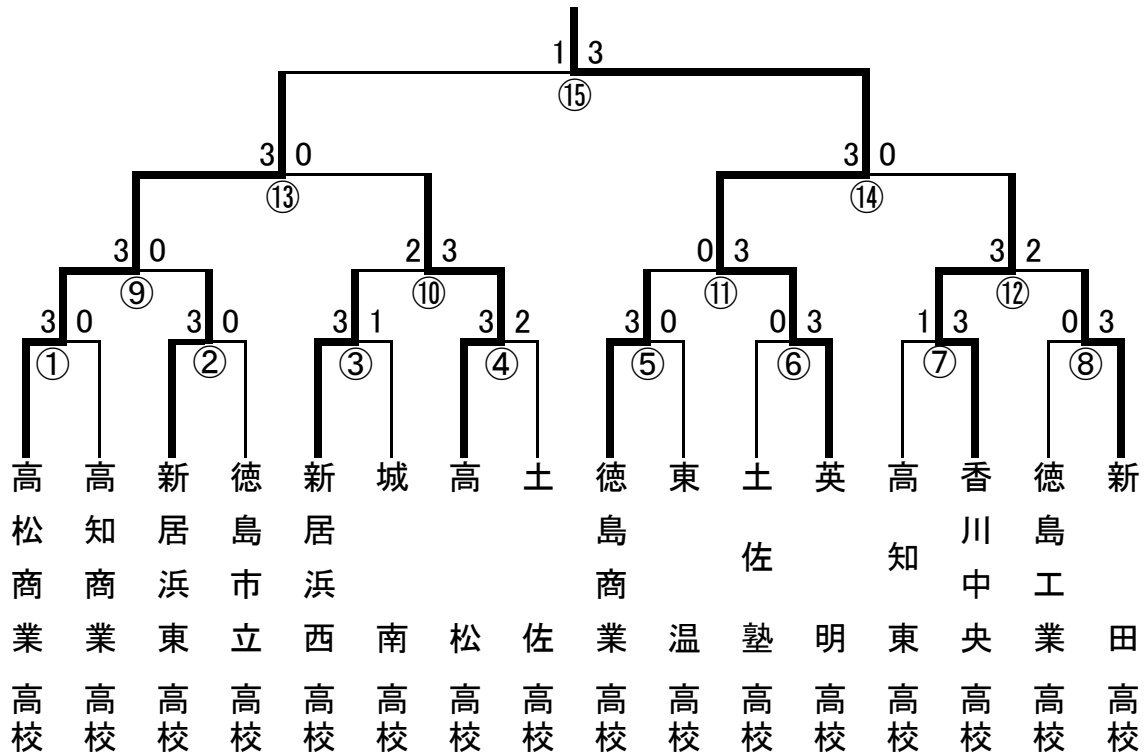 1 3
⑮
3 0
3 0
⑬
⑭
3 0
2 3
0 3
3 2
⑨
⑩
⑪
⑫
3 0
3 0
3 1
3 2
3 0
0 3
1 3
0 3
①
②
③
④
⑤
⑥
⑦
⑧
高松商業高校
高知商業高校
新居浜東高校
徳島市立高校
新居浜西高校
城南高校
高松高校
土佐高校
徳島商業高校
東温高校
土佐塾高校
英明高校
高知東高校
香川中央高校
徳島工業高校
新田高校